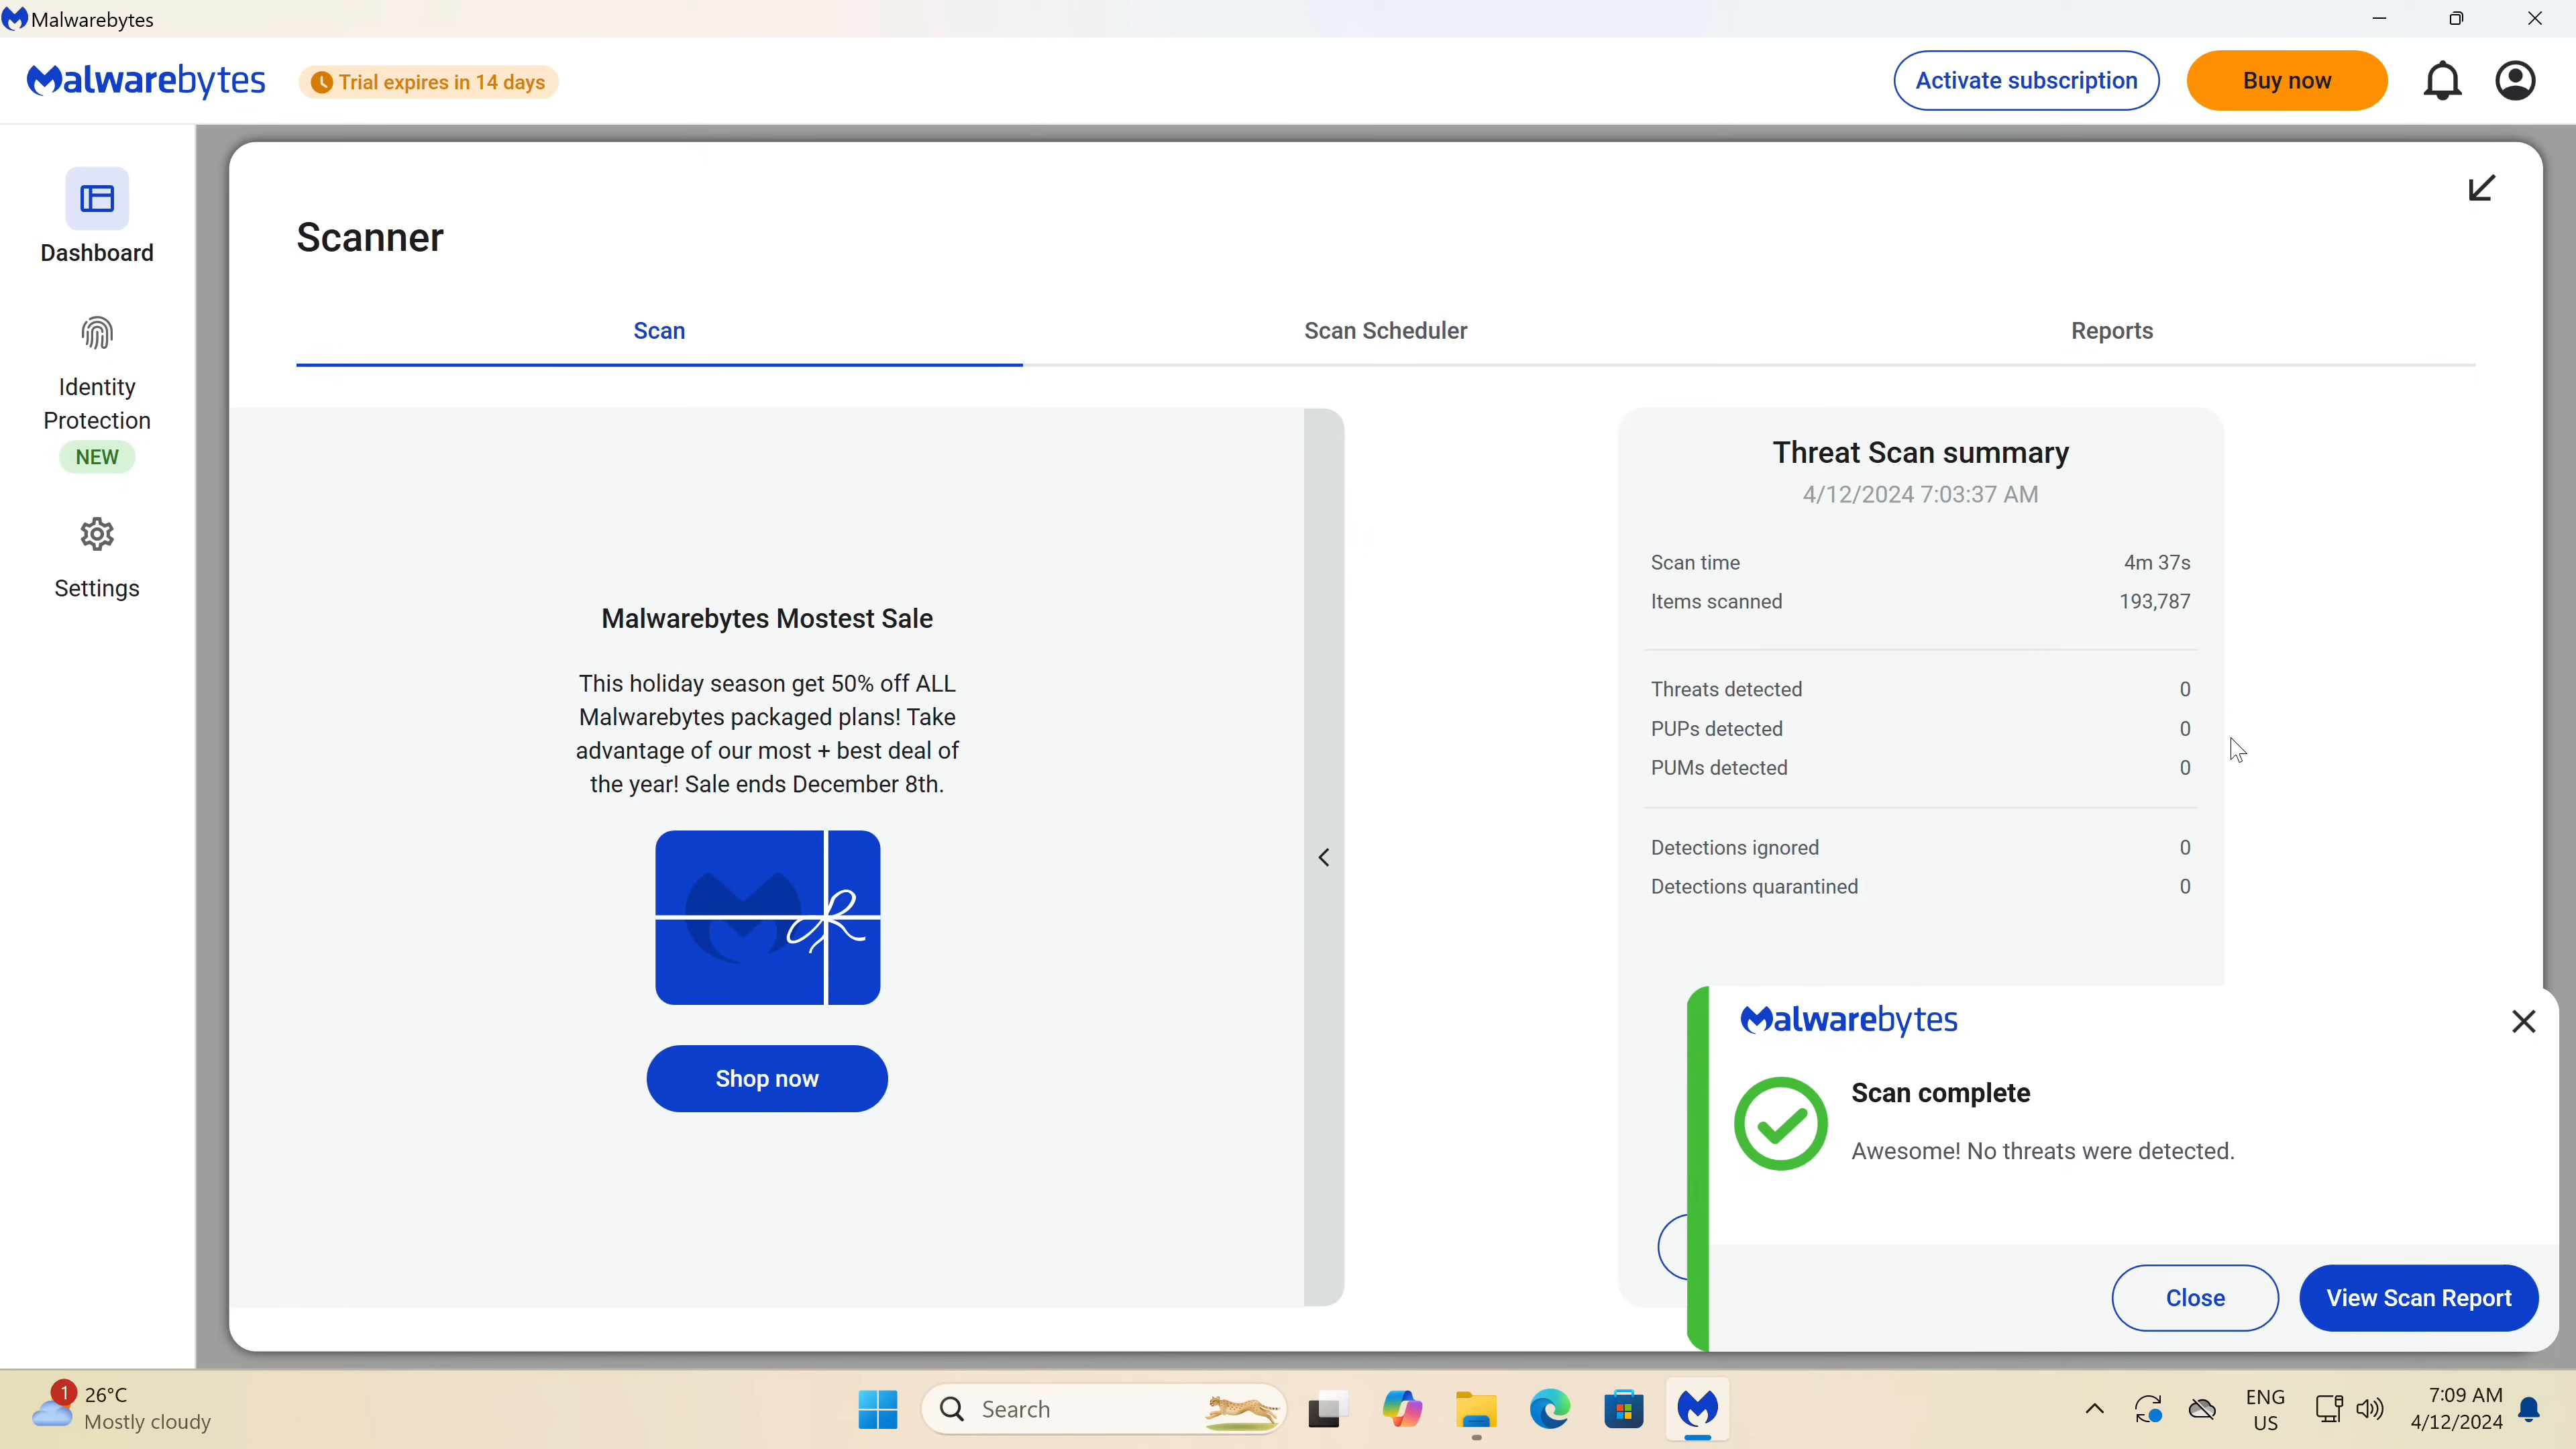 Malwarebytes
Malwarebytes
Trial expires in 14 days
Activate subscription
Buy now
Dashboard
Identity
Protection
NEW
Settings
Scanner
Scan
Scan Scheduler
Reports
Malwarebytes Mostest Sale
This holiday season get 50% off ALL
Malwarebytes packaged plans! Take
advantage of our most + best deal of
the year! Sale ends December 8th.
Shop now
Threat Scan summary
4/12/2024 7:03:37 AM
Scan time 4m 37s
Items scanned 193,787
Threats detected 0
PUPs detected 0
PUMs detected 0
Detections ignored 0
Detections quarantined 0
Malwarebytes
Scan complete
Awesome! No threats were detected.
Close
View Scan Report
1
26°C
Mostly cloudy
Search
ENG
US
7:09 AM
4/12/2024